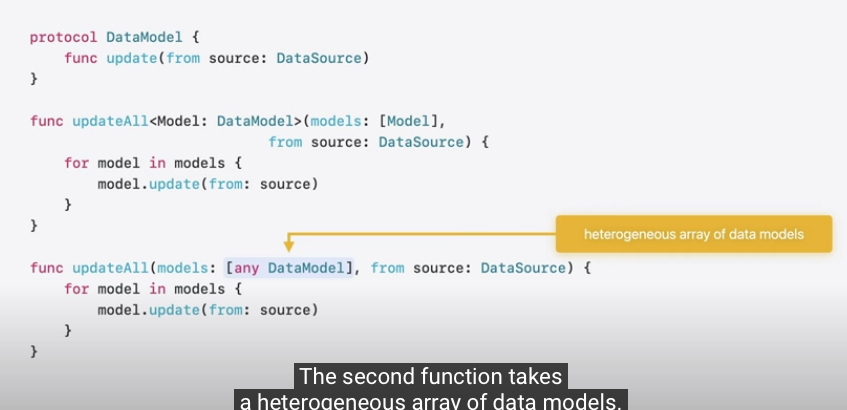 protocol DataModel {
func update(from source: DataSource)
}
func updateAll<Model: DataModel>(models: [Model],
from source: DataSource) {
for model in models {
model.update(from: source)
}
}
heterogeneous array of data models
func updateAll(models: [any DataModel], from source: DataSource) {
for model in models {
model.update(from: source)
}
}
The second function takes
a heterogeneous array of data models,